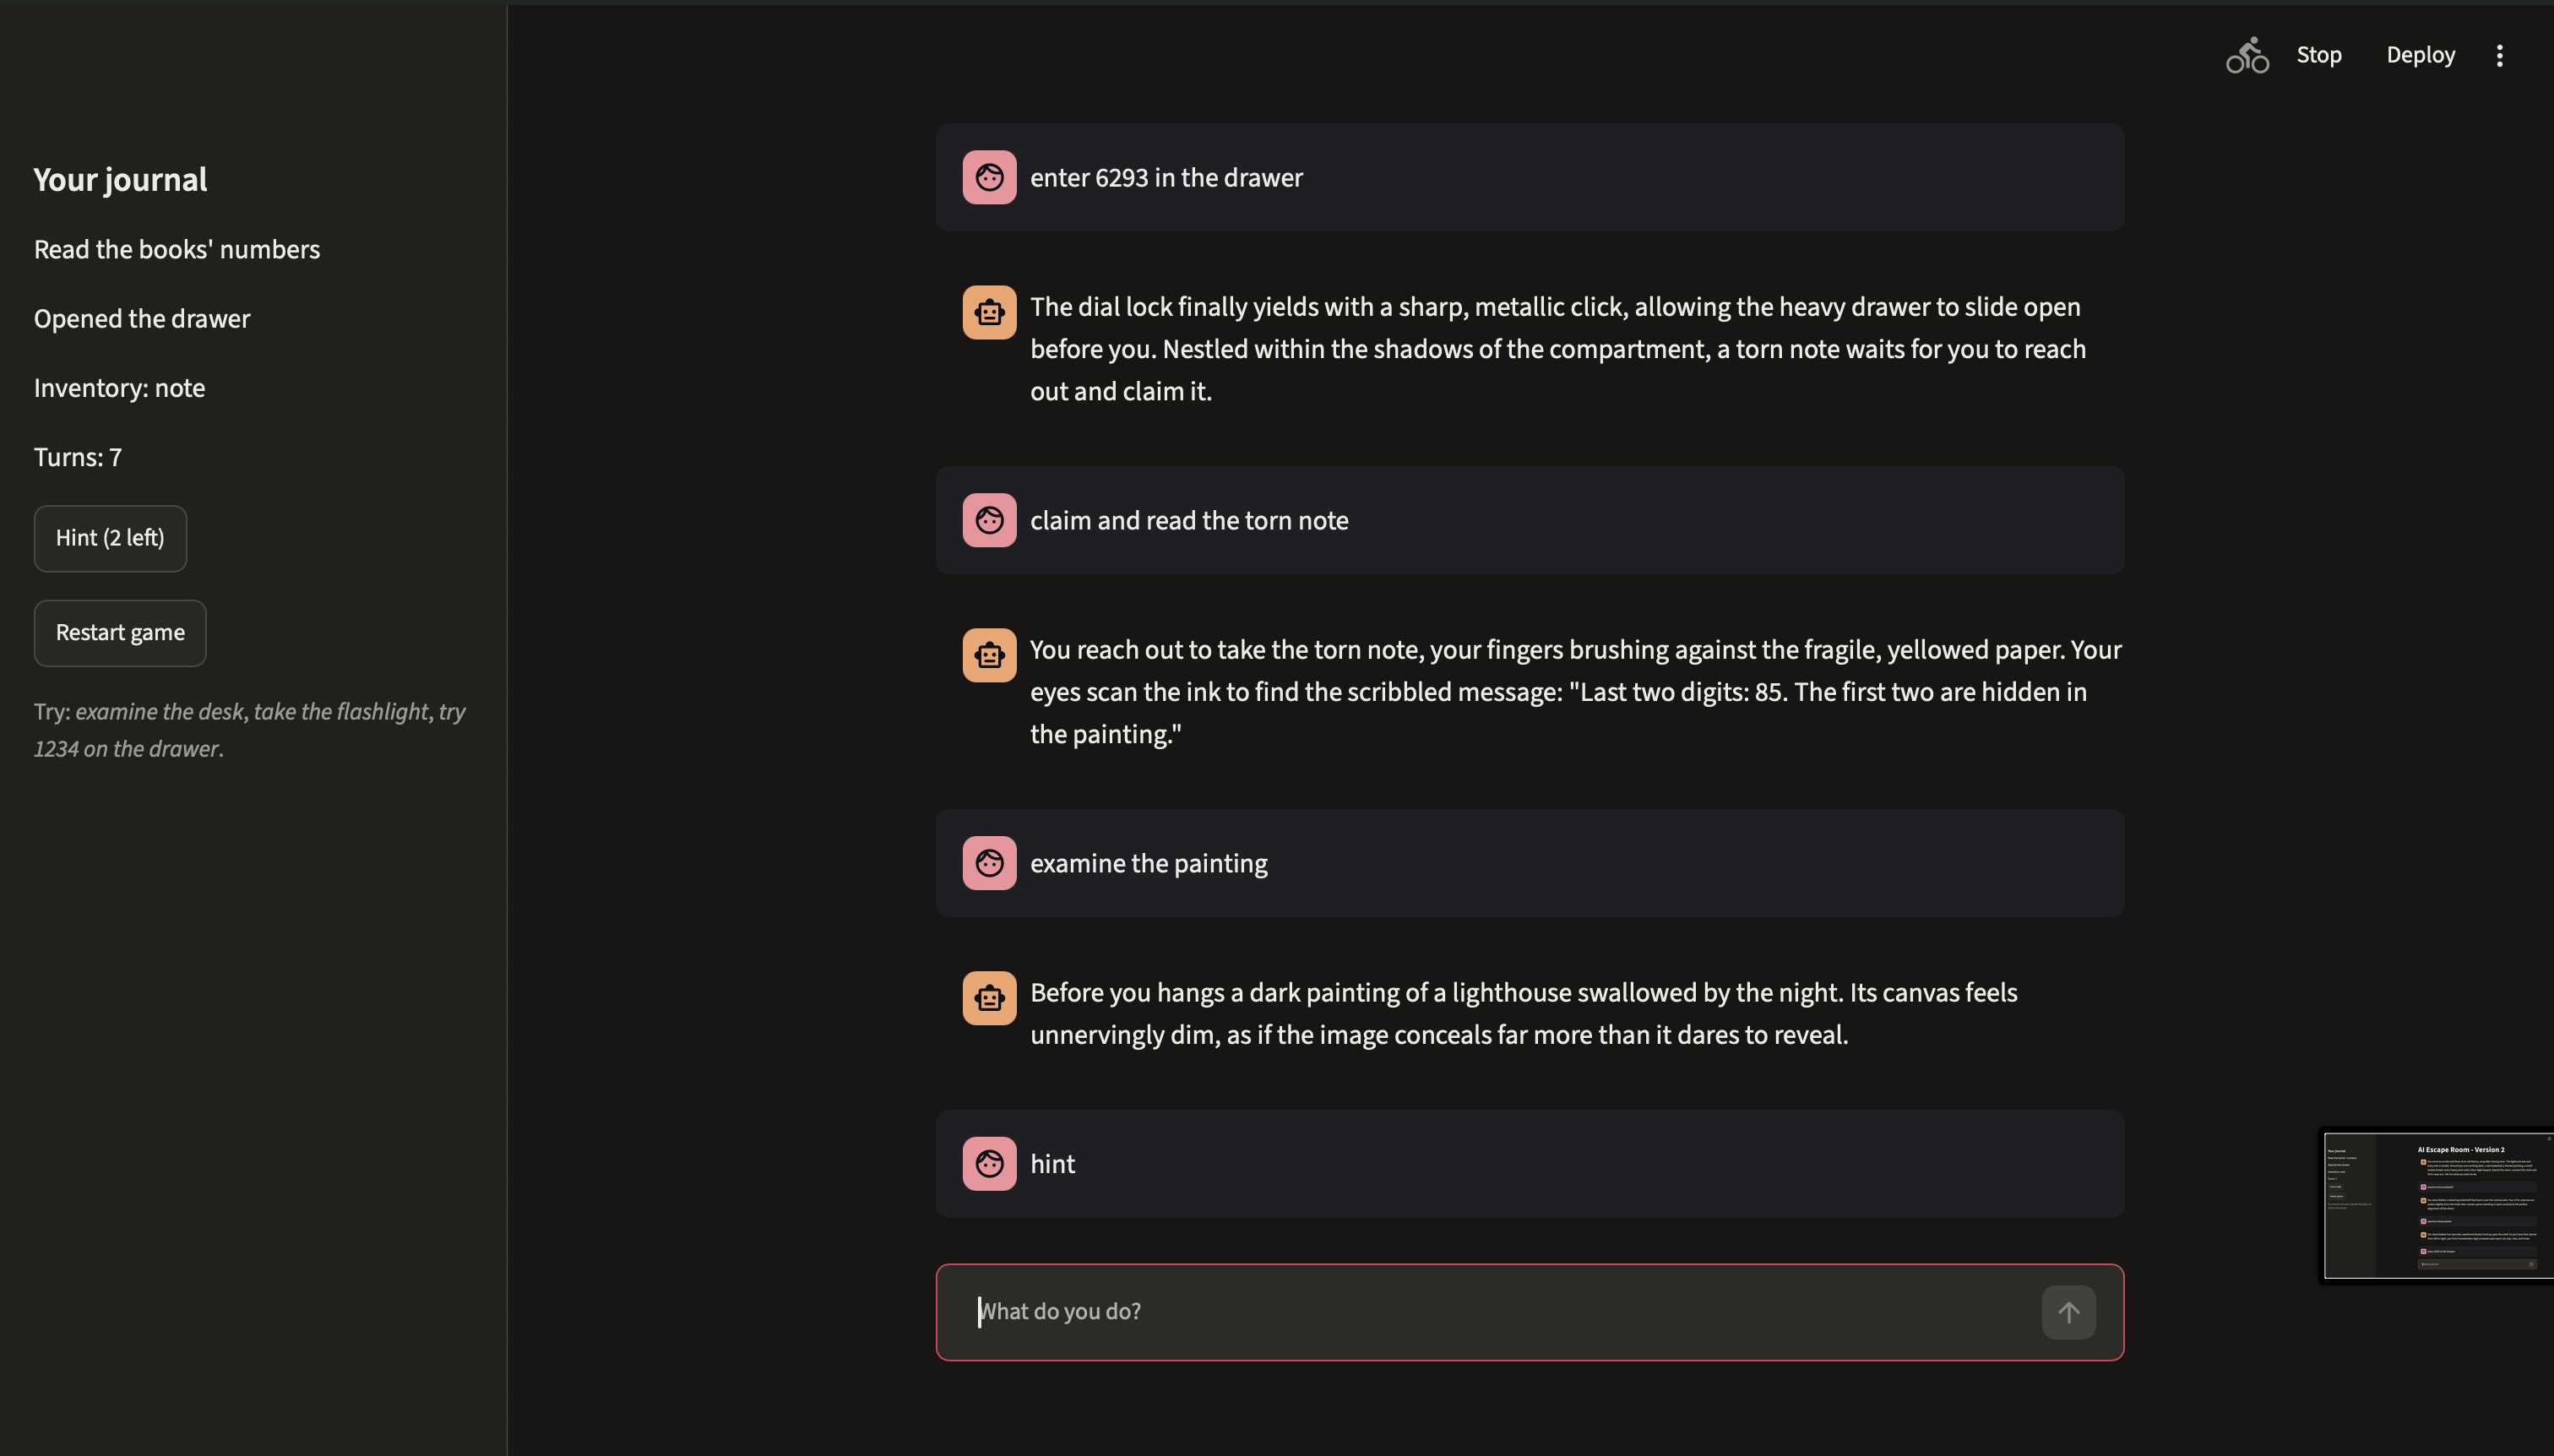 Stop
Deploy
Your journal
Read the books' numbers
Opened the drawer
Inventory: note
Turns: 7
Hint (2 left)
Restart game
Try: examine the desk, take the flashlight, try
1234 on the drawer.
enter 6293 in the drawer
The dial lock finally yields with a sharp, metallic click, allowing the heavy drawer to slide open
before you. Nestled within the shadows of the compartment, a torn note waits for you to reach
out and claim it.
claim and read the torn note
You reach out to take the torn note, your fingers brushing against the fragile, yellowed paper. Your
eyes scan the ink to find the scribbled message: "Last two digits: 85. The first two are hidden in
the painting."
examine the painting
Before you hangs a dark painting of a lighthouse swallowed by the night. Its canvas feels
unnervingly dim, as if the image conceals far more than it dares to reveal.
hint
What do you do?
AI Escape Room - Version 2